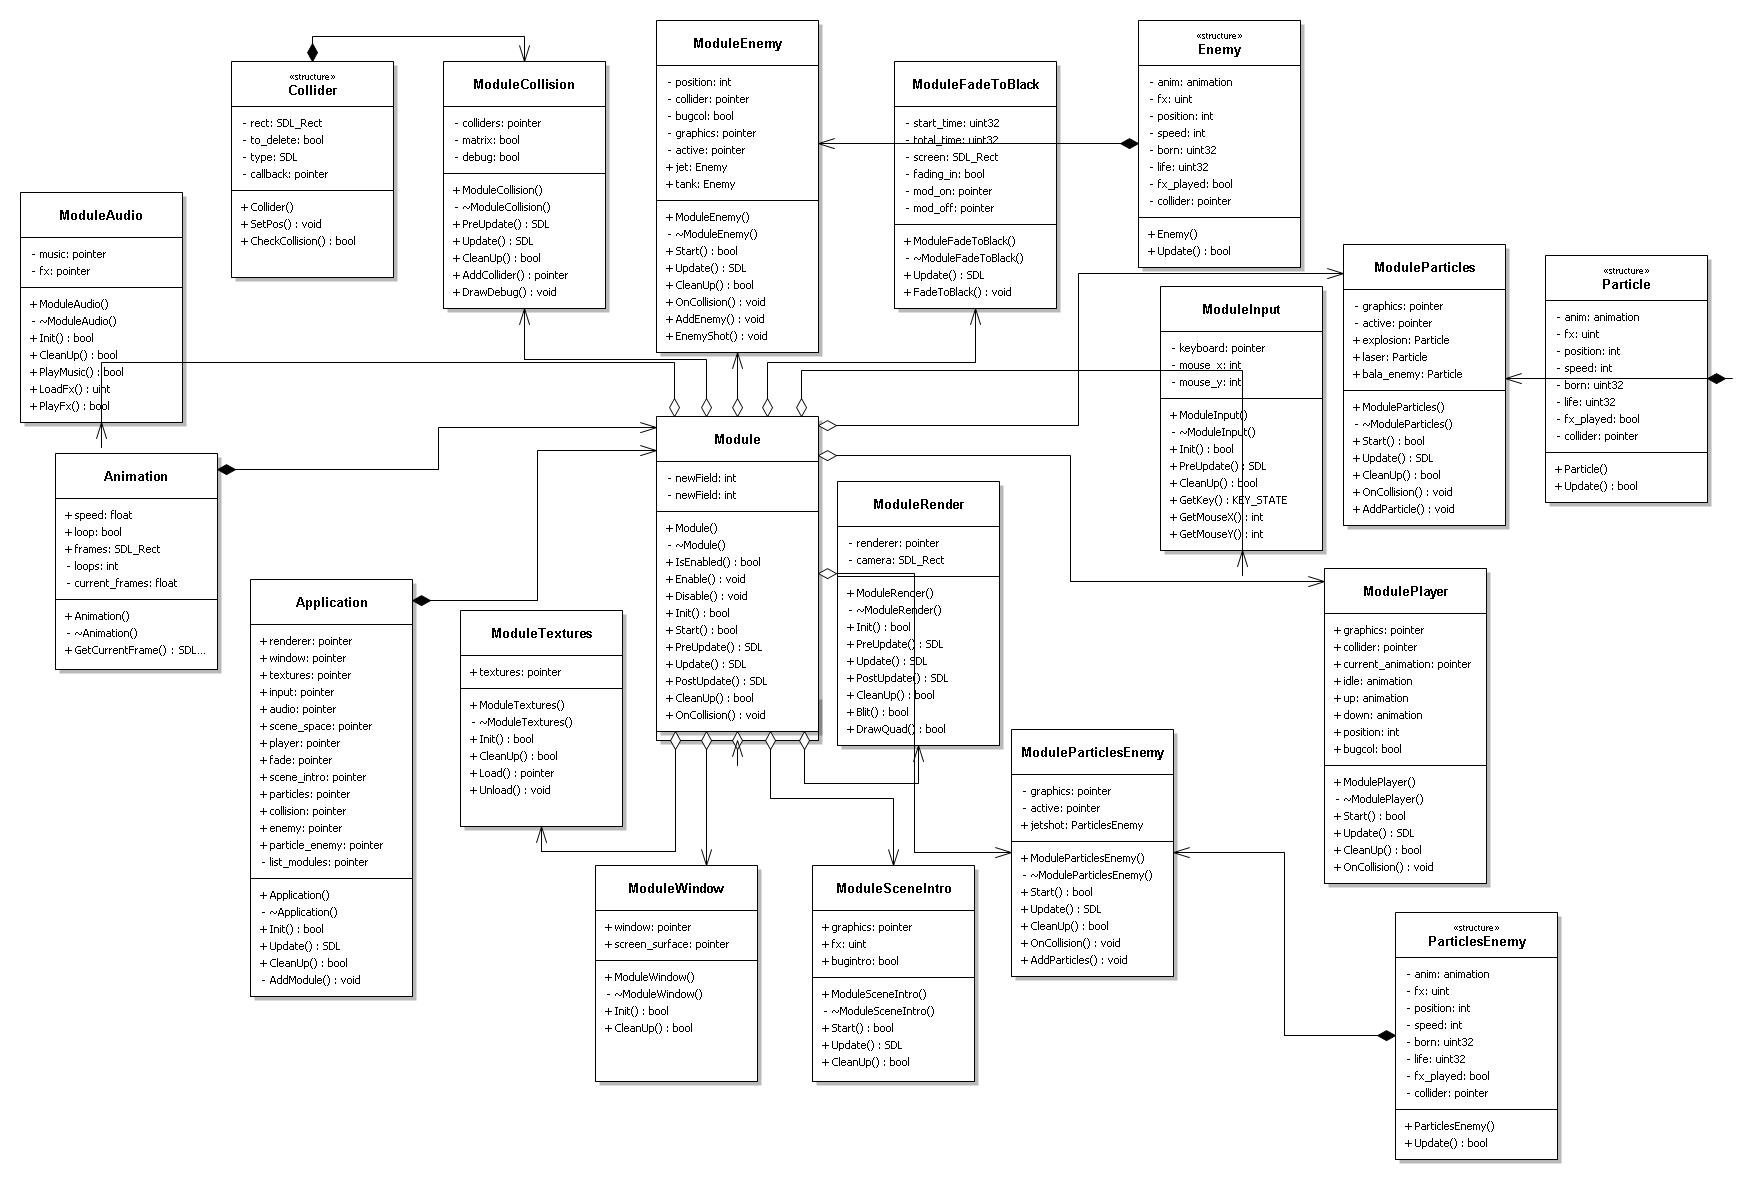 ModuleEnemy
- position: int
- collider: pointer
- bugcol: bool
- graphics: pointer
- active: pointer
+ jet: Enemy
+ tank: Enemy
+ ModuleEnemy()
- ~ModuleEnemy()
+ Start() : bool
+ Update() : SDL
+ CleanUp() : bool
+ OnCollision() : void
+ AddEnemy() : void
+ EnemyShot() : void
«structure»
Enemy
- anim: animation
- fx: uint
- position: int
- speed: int
- born: uint32
- life: uint32
- fx_played: bool
- collider: pointer
+ Enemy()
+ Update() : bool
«structure»
Collider
- rect: SDL_Rect
- to_delete: bool
- type: SDL
- callback: pointer
+ Collider()
+ SetPos() : void
+ CheckCollision() : bool
ModuleCollision
- colliders: pointer
- matrix: bool
- debug: bool
+ ModuleCollision()
- ~ModuleCollision()
+ PreUpdate() : SDL
+ Update() : SDL
+ CleanUp() : bool
+ AddCollider() : pointer
+ DrawDebug() : void
ModuleFadeToBlack
- start_time: uint32
- total_time: uint32
- screen: SDL_Rect
- fading_in: bool
- mod_on: pointer
- mod_off: pointer
+ ModuleFadeToBlack()
- ~ModuleFadeToBlack()
+ Update() : SDL
+ FadeToBlack() : void
ModuleAudio
- music: pointer
- fx: pointer
+ ModuleAudio()
- ~ModuleAudio()
+ Init() : bool
+ CleanUp() : bool
+ PlayMusic() : bool
+ LoadFx() : uint
+ PlayFx() : bool
ModuleParticles
- graphics: pointer
- active: pointer
+ explosion: Particle
+ laser: Particle
+ bala_enemy: Particle
+ ModuleParticles()
- ~ModuleParticles()
+ Start() : bool
+ Update() : SDL
+ CleanUp() : bool
+ OnCollision() : void
+ AddParticle() : void
«structure»
Particle
- anim: animation
- fx: uint
- position: int
- speed: int
- born: uint32
- life: uint32
- fx_played: bool
- collider: pointer
+ Particle()
+ Update() : bool
ModuleInput
- keyboard: pointer
- mouse_x: int
- mouse_y: int
+ ModuleInput()
- ~ModuleInput()
+ Init() : bool
+ PreUpdate() : SDL
+ CleanUp() : bool
+ GetKey() : KEY_STATE
+ GetMouseX() : int
+ GetMouseY() : int
Module
- newField: int
- newField: int
+ Module()
- ~Module()
+ IsEnabled() : bool
+ Enable() : void
+ Disable() : void
+ Init() : bool
+ Start() : bool
+ PreUpdate() : SDL
+ Update() : SDL
+ PostUpdate() : SDL
+ CleanUp() : bool
+ OnCollision() : void
Animation
+ speed: float
+ loop: bool
+ frames: SDL_Rect
- loops: int
- current_frames: float
+ Animation()
- ~Animation()
+ GetCurrentFrame() : SDL...
ModuleRender
- renderer: pointer
- camera: SDL_Rect
+ ModuleRender()
- ~ModuleRender()
+ Init() : bool
+ PreUpdate() : SDL
+ Update() : SDL
+ PostUpdate() : SDL
+ CleanUp() : bool
+ Blit() : bool
+ DrawQuad() : bool
ModulePlayer
+ graphics: pointer
+ collider: pointer
+ current_animation: pointer
+ idle: animation
+ up: animation
+ down: animation
+ position: int
+ bugcol: bool
+ ModulePlayer()
- ~ModulePlayer()
+ Start() : bool
+ Update() : SDL
+ CleanUp() : bool
+ OnCollision() : void
Application
+ renderer: pointer
+ window: pointer
+ textures: pointer
+ input: pointer
+ audio: pointer
+ scene_space: pointer
+ player: pointer
+ fade: pointer
+ scene_intro: pointer
+ particles: pointer
+ collision: pointer
+ enemy: pointer
+ particle_enemy: pointer
- list_modules: pointer
+ Application()
- ~Application()
+ Init() : bool
+ Update() : SDL
+ CleanUp() : bool
- AddModule() : void
ModuleTextures
+ textures: pointer
+ ModuleTextures()
- ~ModuleTextures()
+ Init() : bool
+ CleanUp() : bool
+ Load() : pointer
+ Unload() : void
ModuleParticlesEnemy
- graphics: pointer
- active: pointer
+ jetshot: ParticlesEnemy
+ ModuleParticlesEnemy()
- ~ModuleParticlesEnemy()
+ Start() : bool
+ Update() : SDL
+ CleanUp() : bool
+ OnCollision() : void
+ AddParticles() : void
ModuleWindow
+ window: pointer
+ screen_surface: pointer
+ ModuleWindow()
- ~ModuleWindow()
+ Init() : bool
+ CleanUp() : bool
ModuleSceneIntro
+ graphics: pointer
+ fx: uint
+ bugintro: bool
+ ModuleSceneIntro()
- ~ModuleSceneIntro()
+ Start() : bool
+ Update() : SDL
+ CleanUp() : bool
«structure»
ParticlesEnemy
- anim: animation
- fx: uint
- position: int
- speed: int
- born: uint32
- life: uint32
- fx_played: bool
- collider: pointer
+ ParticlesEnemy()
+ Update() : bool